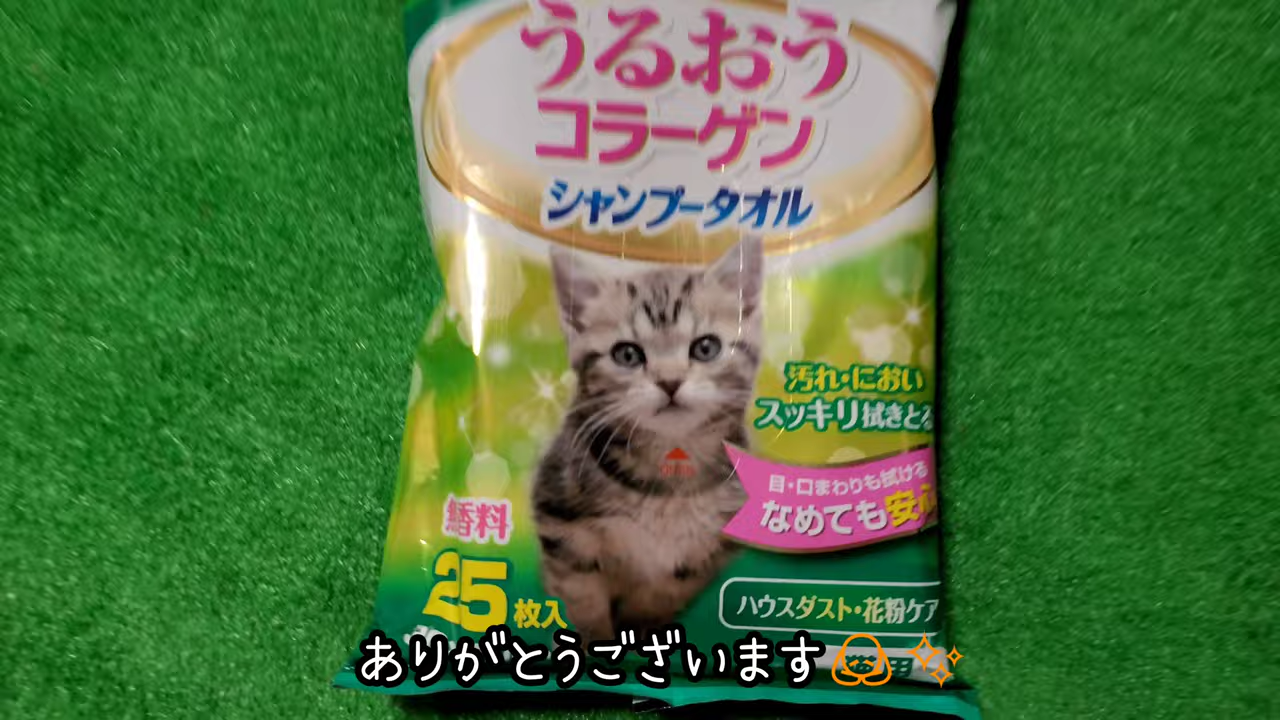 うるおう
コラーゲン
シャンプータオル
汚れ・におい
スッキリ拭きとる
目・口まわりも拭ける
なめても安心
香料
25枚入
ハウスダスト・花粉ケア
ありがとうございます